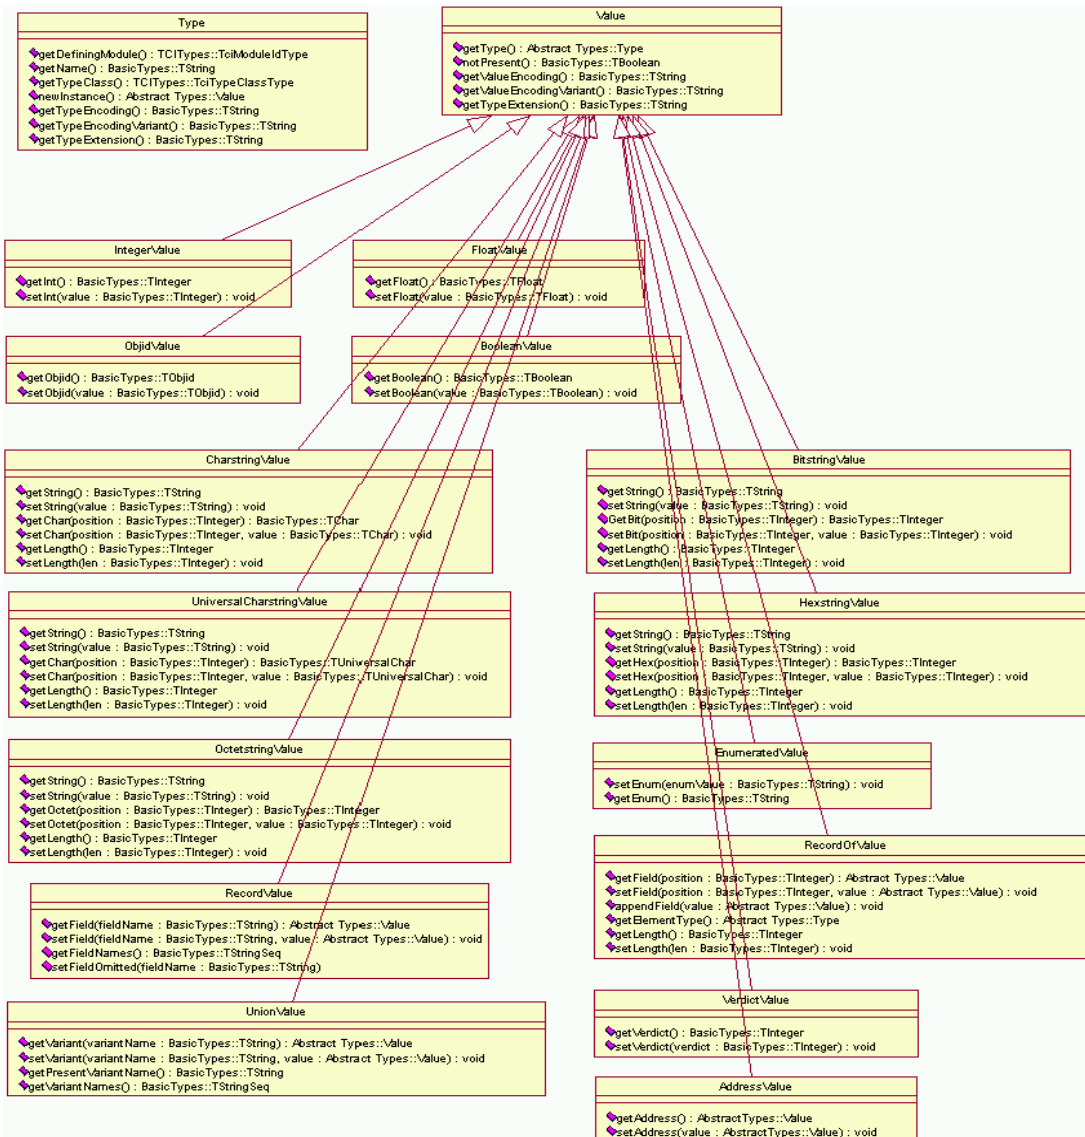 Type
getDefiningModule() : TCITypes::TciModuleIdType
getName() : BasicTypes::TString
getTypeClass() : TCITypes::TciTypeClassType
newInstance() : Abstract Types::Value
getTypeEncoding() : BasicTypes::TString
getTypeEncodingVariant() : BasicTypes::TString
getTypeExtension() : BasicTypes::TString
Value
getType() : Abstract Types::Type
notPresent() : BasicTypes::TBoolean
getValueEncoding() : BasicTypes::TString
getValueEncodingVariant() : BasicTypes::TString
getTypeExtension() : BasicTypes::TString
IntegerValue
getInt() : BasicTypes::TInteger
setInt(value : BasicTypes::TInteger) : void
FloatValue
getFloat() : BasicTypes::TFloat
setFloat(value : BasicTypes::TFloat) : void
ObjidValue
getObjid() : BasicTypes::TObjid
setObjid(value : BasicTypes::TObjid) : void
BooleanValue
getBoolean() : BasicTypes::TBoolean
setBoolean(value : BasicTypes::TBoolean) : void
CharstringValue
getString() : BasicTypes::TString
setString(value : BasicTypes::TString) : void
getChar(position : BasicTypes::TInteger) : BasicTypes::TChar
setChar(position : BasicTypes::TInteger, value : BasicTypes::TChar) : void
getLength() : BasicTypes::TInteger
setLength(len : BasicTypes::TInteger) : void
BitstringValue
getString() : BasicTypes::TString
setString(value : BasicTypes::TString) : void
GetBit(position : BasicTypes::TInteger) : BasicTypes::TInteger
setBit(position : BasicTypes::TInteger, value : BasicTypes::TInteger) : void
getLength() : BasicTypes::TInteger
setLength(len : BasicTypes::TInteger) : void
UniversalCharstringValue
getString() : BasicTypes::TString
setString(value : BasicTypes::TString) : void
getChar(position : BasicTypes::TInteger) : BasicTypes::TUniversalChar
setChar(position : BasicTypes::TInteger, value : BasicTypes::TUniversalChar) : void
getLength() : BasicTypes::TInteger
setLength(len : BasicTypes::TInteger) : void
HexstringValue
getString() : BasicTypes::TString
setString(value : BasicTypes::TString) : void
getHex(position : BasicTypes::TInteger) : BasicTypes::TInteger
setHex(position : BasicTypes::TInteger, value : BasicTypes::TInteger) : void
getLength() : BasicTypes::TInteger
setLength(len : BasicTypes::TInteger) : void
OctetstringValue
getString() : BasicTypes::TString
setString(value : BasicTypes::TString) : void
getOctet(position : BasicTypes::TInteger) : BasicTypes::TInteger
setOctet(position : BasicTypes::TInteger, value : BasicTypes::TInteger) : void
getLength() : BasicTypes::TInteger
setLength(len : BasicTypes::TInteger) : void
EnumeratedValue
setEnum(enumValue : BasicTypes::TString) : void
getEnum() : BasicTypes::TString
RecordOfValue
getField(position : BasicTypes::TInteger) : Abstract Types::Value
setField(position : BasicTypes::TInteger, value : Abstract Types::Value) : void
appendField(value : Abstract Types::Value) : void
getElementType() : Abstract Types::Type
getLength() : BasicTypes::TInteger
setLength(len : BasicTypes::TInteger) : void
RecordValue
getField(fieldName : BasicTypes::TString) : Abstract Types::Value
setField(fieldName : BasicTypes::TString, value : Abstract Types::Value) : void
getFieldNames() : BasicTypes::TStringSeq
setFieldOmitted(fieldName : BasicTypes::TString)
UnionValue
getVariant(variantName : BasicTypes::TString) : Abstract Types::Value
setVariant(variantName : BasicTypes::TString, value : Abstract Types::Value) : void
getPresentVariantName() : BasicTypes::TString
getVariantNames() : BasicTypes::TStringSeq
VerdictValue
getVerdict() : BasicTypes::TInteger
setVerdict(verdict : BasicTypes::TInteger) : void
AddressValue
getAddress() : AbstractTypes::Value
setAddress(value : AbstractTypes::Value) : void